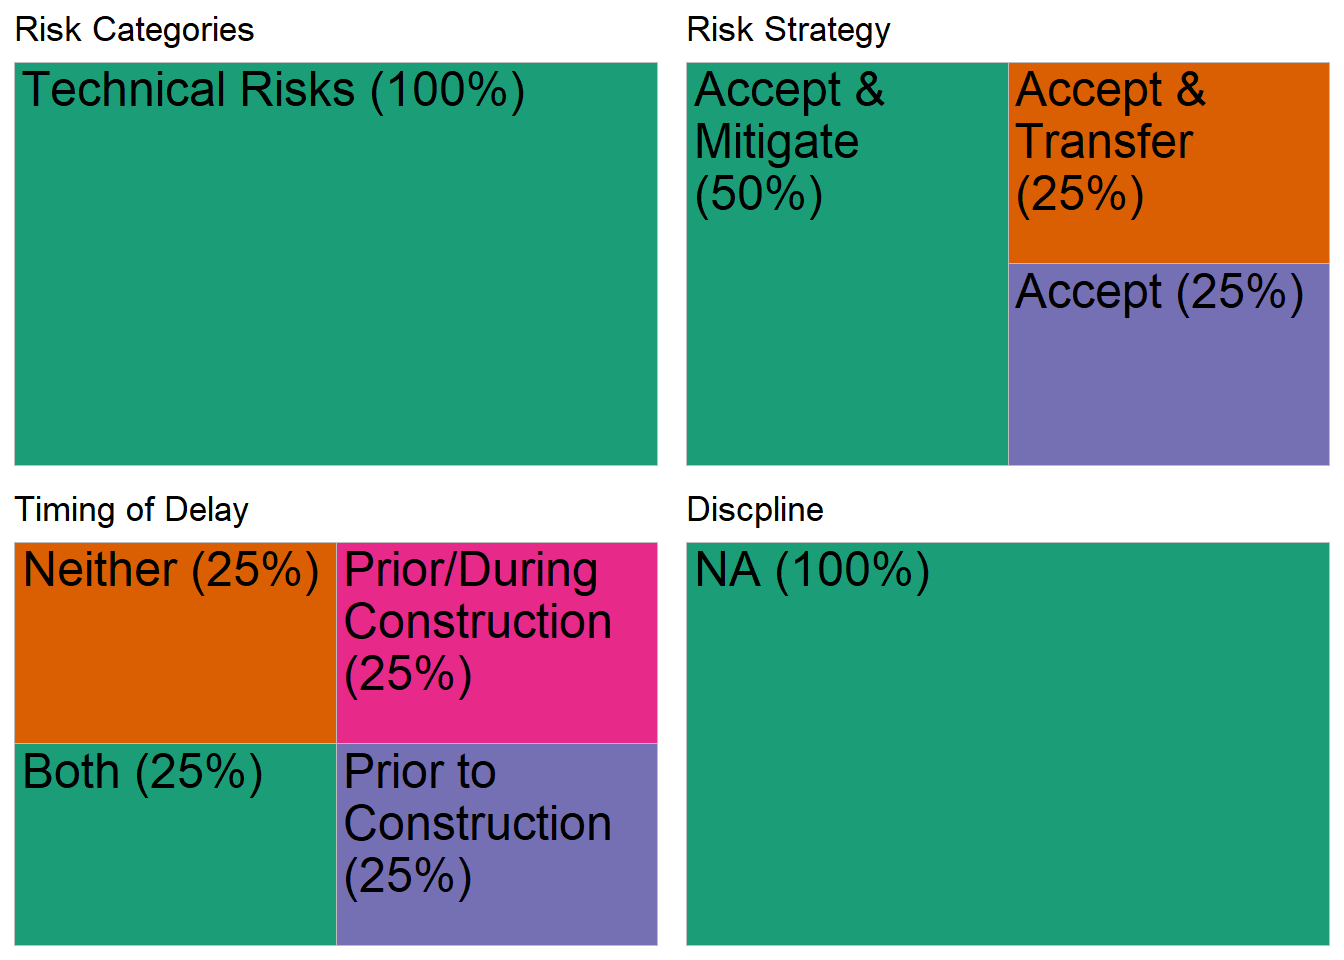 Risk Categories
Technical Risks (100%)
Risk Strategy
Accept &
Mitigate
(50%)
Accept &
Transfer
(25%)
Accept (25%)
Timing of Delay
Neither (25%)
Prior/During
Construction
(25%)
Both (25%)
Prior to
Construction
(25%)
Discpline
NA (100%)